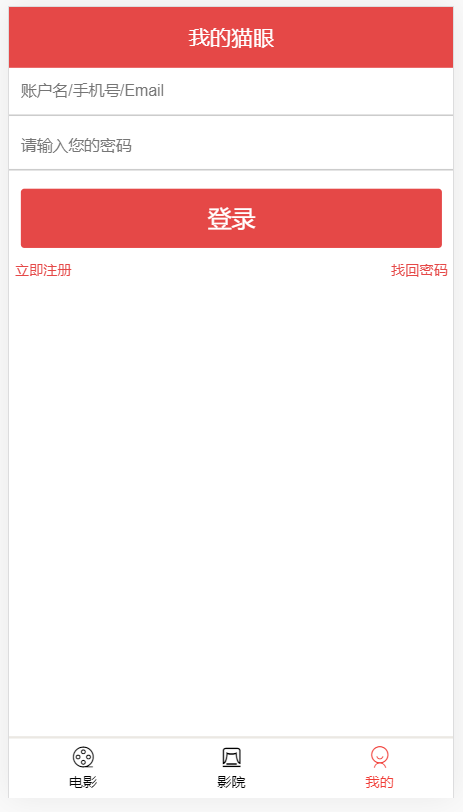 我的猫眼
账户名/手机号/Email
请输入您的密码
登录
立即注册 找回密码
电影 影院 我的